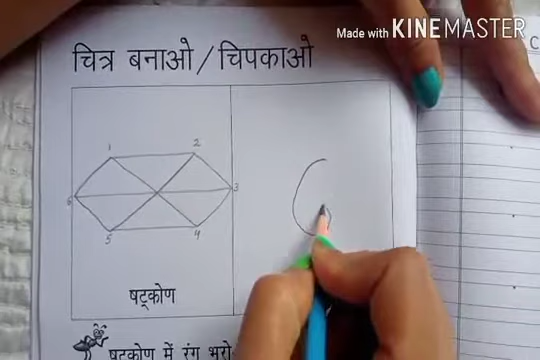 Made with KINEMASTER
चित्र बनाओ / चिपकाओ
1 2
6 3
5 4
षट्कोण
षट्कोण में रंग भरो